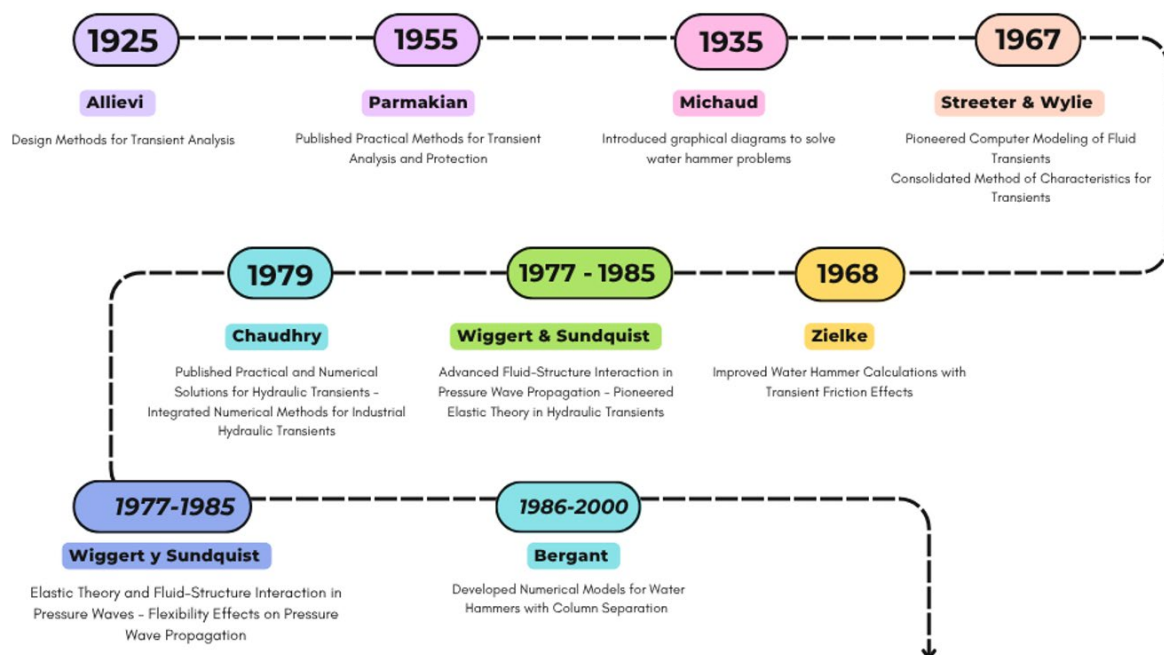 1925
Allievi
Design Methods for Transient Analysis
1955
Parmakian
Published Practical Methods for Transient
Analysis and Protection
1935
Michaud
Introduced graphical diagrams to solve
water hammer problems
1967
Streeter & Wylie
Pioneered Computer Modeling of Fluid
Transients
Consolidated Method of Characteristics for
Transients
1979
Chaudhry
Published Practical and Numerical
Solutions for Hydraulic Transients –
Integrated Numerical Methods for Industrial
Hydraulic Transients
1977 - 1985
Wiggert & Sundquist
Advanced Fluid-Structure Interaction in
Pressure Wave Propagation – Pioneered
Elastic Theory in Hydraulic Transients
1968
Zielke
Improved Water Hammer Calculations with
Transient Friction Effects
1977-1985
Wiggert y Sundquist
Elastic Theory and Fluid-Structure Interaction in
Pressure Waves – Flexibility Effects on Pressure
Wave Propagation
1986-2000
Bergant
Developed Numerical Models for Water
Hammers with Column Separation